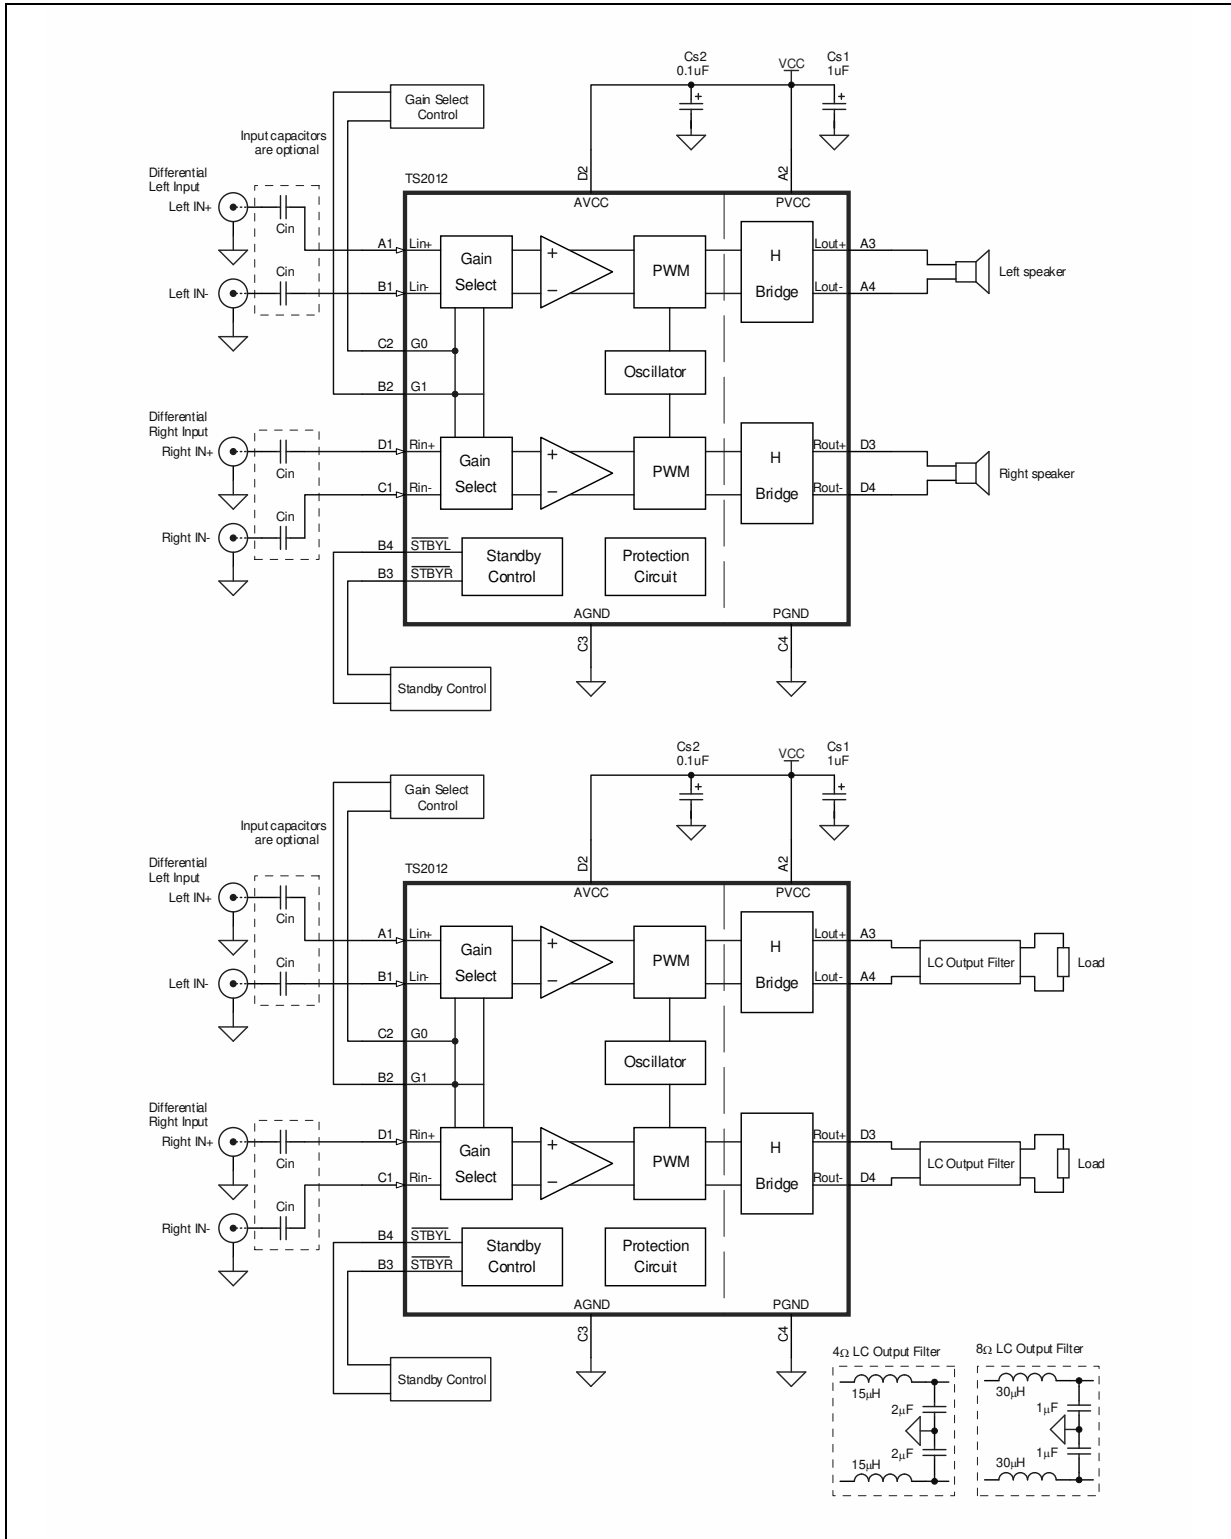 Cs2
0.1uF
VCC
Cs1
1uF
Gain Select
Control
Input capacitors
are optional
Differential
Left Input
Left IN+
Cin
Cin
Left IN-
TS2012
D2
A2
AVCC
PVCC
A1
Lin+
B1
Lin-
Gain
Select
+
−
PWM
H
Bridge
Lout+
A3
Lout-
A4
Left speaker
C2
G0
B2
G1
Oscillator
Differential
Right Input
Right IN+
Cin
Cin
Right IN-
D1
Rin+
C1
Rin-
Gain
Select
+
−
PWM
H
Bridge
Rout+
D3
Rout-
D4
Right speaker
B4
STBYL
B3
STBYR
Standby
Control
Protection
Circuit
AGND
PGND
C3
C4
Standby Control
Cs2
0.1uF
VCC
Cs1
1uF
Gain Select
Control
Input capacitors
are optional
Differential
Left Input
Left IN+
Cin
Cin
Left IN-
TS2012
D2
A2
AVCC
PVCC
A1
Lin+
B1
Lin-
Gain
Select
+
−
PWM
H
Bridge
Lout+
A3
Lout-
A4
LC Output Filter
Load
C2
G0
B2
G1
Oscillator
Differential
Right Input
Right IN+
Cin
Cin
Right IN-
D1
Rin+
C1
Rin-
Gain
Select
+
−
PWM
H
Bridge
Rout+
D3
Rout-
D4
LC Output Filter
Load
B4
STBYL
B3
STBYR
Standby
Control
Protection
Circuit
AGND
PGND
C3
C4
Standby Control
4Ω LC Output Filter
15μH
2μF
2μF
15μH
8Ω LC Output Filter
30μH
1μF
1μF
30μH